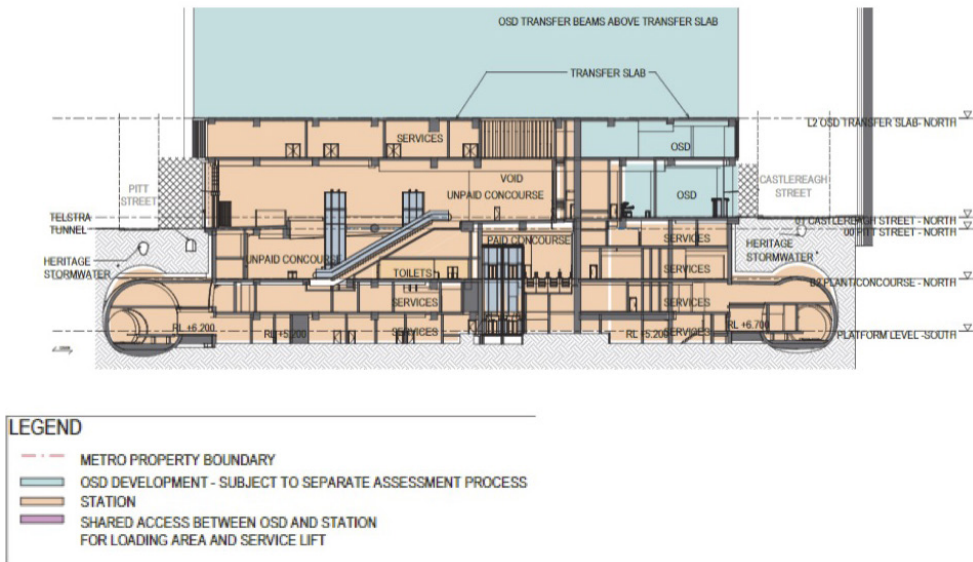 OSD TRANSFER BEAMS ABOVE TRANSFER SLAB
TRANSFER SLAB
L2 OSD TRANSFER SLAB- NORTH
SERVICES
OSD
PITT
STREET
VOID
UNPAID CONCOURSE
OSD
CASTLEREAGH
STREET
TELSTRA
TUNNEL
01 CASTLEREAGH STREET - NORTH
00 PITT STREET - NORTH
HERITAGE
STORMWATER
UNPAID CONCOURSE
PAID CONCOURSE
SERVICES
HERITAGE
STORMWATER
TOILETS
SERVICES
B2 PLANT/CONCOURSE - NORTH
SERVICES
SERVICES
RL +6.200
RL +5.200
SERVICES
RL +5.200
SERVICES
RL +6.700
PLATFORM LEVEL -SOUTH
LEGEND
METRO PROPERTY BOUNDARY
OSD DEVELOPMENT - SUBJECT TO SEPARATE ASSESSMENT PROCESS
STATION
SHARED ACCESS BETWEEN OSD AND STATION
FOR LOADING AREA AND SERVICE LIFT